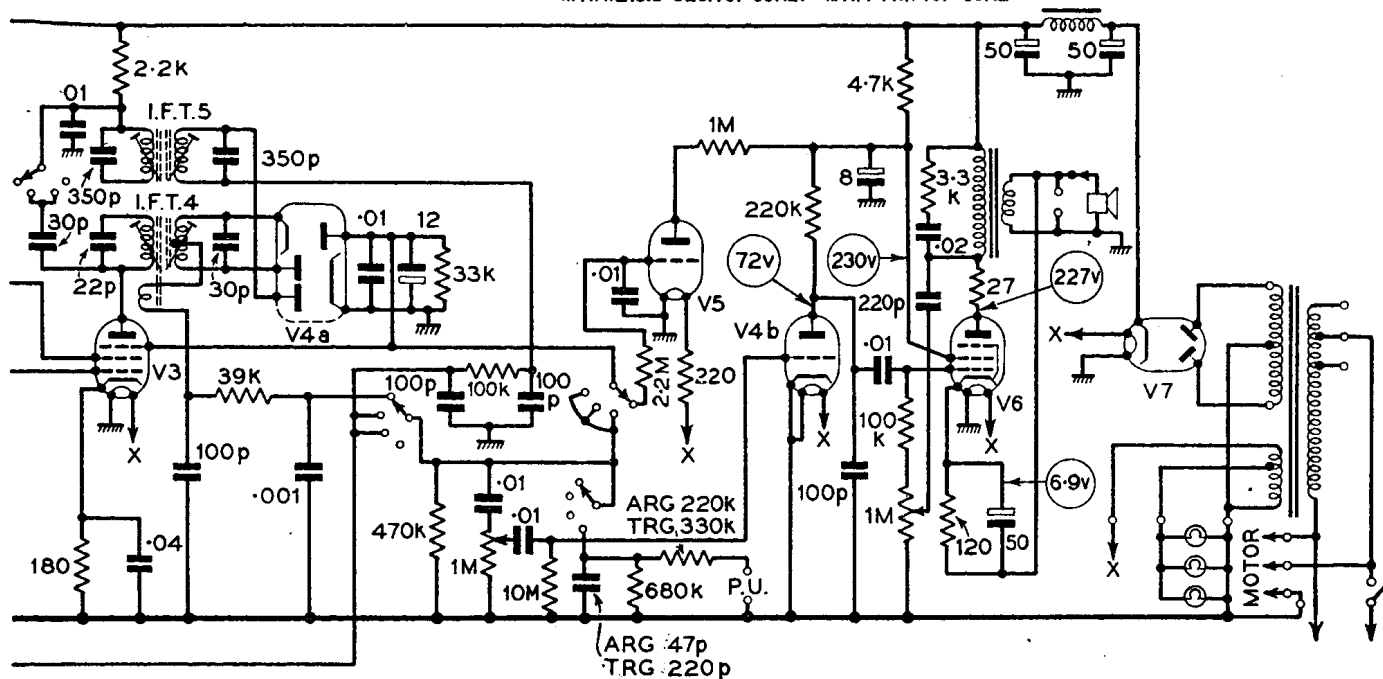 2·2k
·01
I.F.T.5
350p
350p
I.F.T.4
30p
22p
30p
·01
12
33k
V4a
V3
X
39k
100p
·001
100p
100k
100
p
180
·04
470k
·01
1M
·01
10M
ARG 220k
TRG 330k
680k
P.U.
ARG 47p
TRG 220p
1M
·01
V5
2·2M
220
X
220k
8
72v
V4b
X
·01
100p
4·7k
230v
3·3
k
·02
220p
27
227v
V6
X
100
k
1M
6·9v
120
50
50
50
X
V7
X
MOTOR